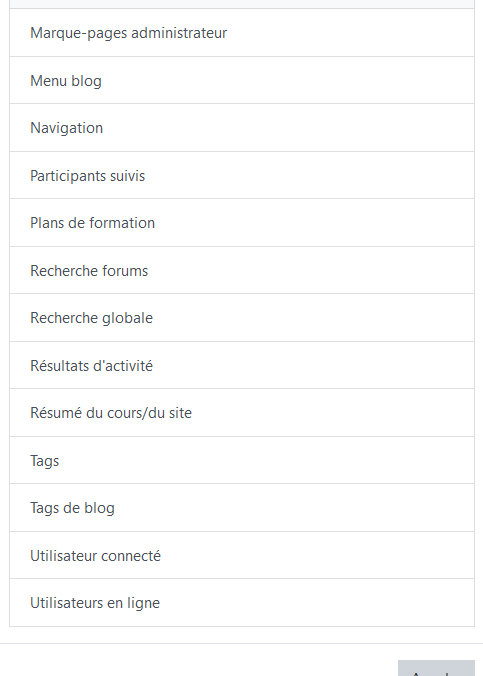 Marque-pages administrateur
Menu blog
Navigation
Participants suivis
Plans de formation
Recherche forums
Recherche globale
Résultats d'activité
Résumé du cours/du site
Tags
Tags de blog
Utilisateur connecté
Utilisateurs en ligne